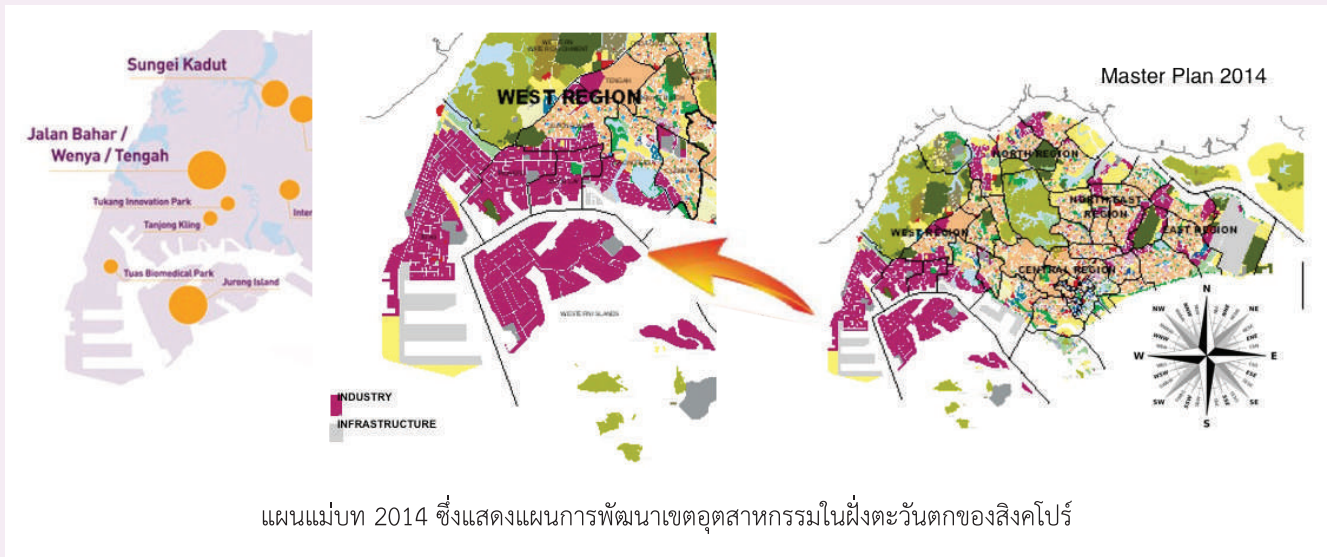 Sungei Kadut
Jalan Bahar /
Wenya / Tengah
Tukang Innovation Park
Tanjong Kling
Inter
Tuas Biomedical Park
Jurong Island
WEST REGION
TENGAH
WESTERN ISLANDS
INDUSTRY
INFRASTRUCTURE
Master Plan 2014
NORTH REGION
NORTH-EAST
REGION
WEST REGION
EAST REGION
CENTRAL REGION
N
NW
NE
WNW
ENE
W
E
WSW
ESE
SW
SE
S
แผนแม่บท 2014 ซึ่งแสดงแผนการพัฒนาเขตอุตสาหกรรมในฝั่งตะวันตกของสิงคโปร์